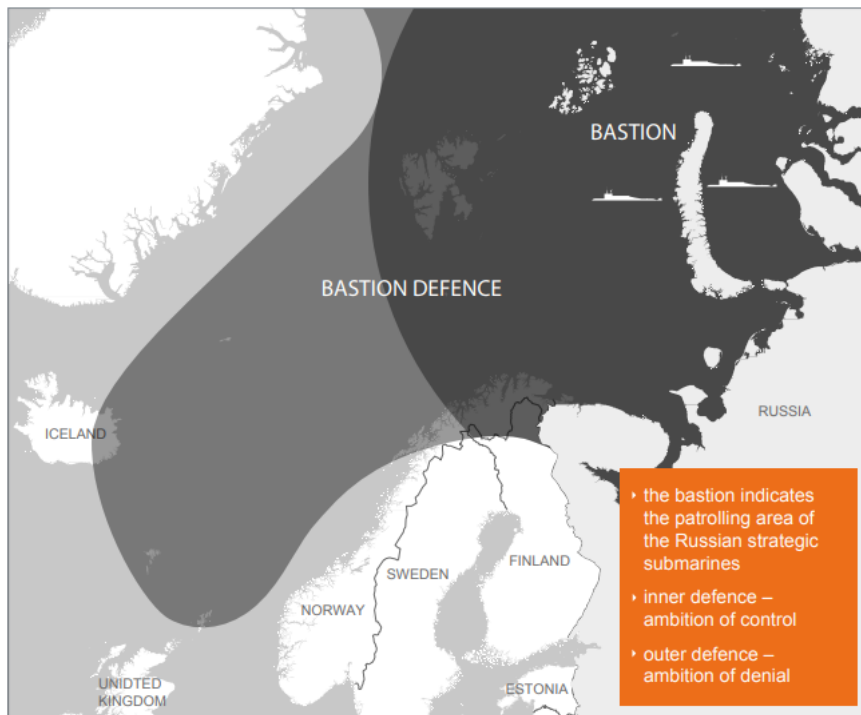 BASTION
BASTION DEFENCE
ICELAND
RUSSIA
FINLAND
SWEDEN
NORWAY
UNIDTED
KINGDOM
ESTONIA
‣ the bastion indicates
the patrolling area of
the Russian strategic
submarines
‣ inner defence –
ambition of control
‣ outer defence –
ambition of denial